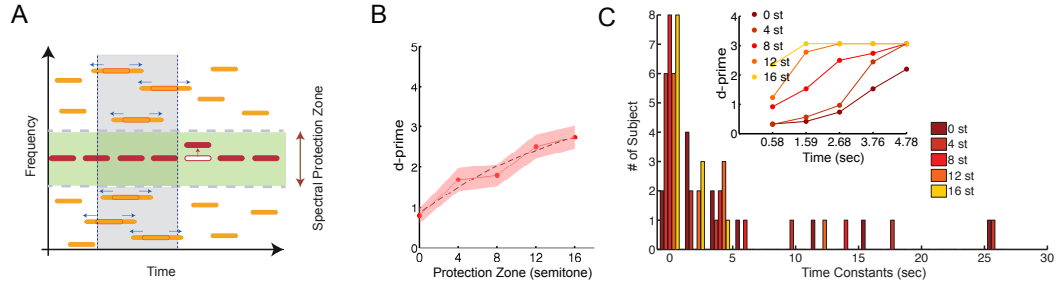 A
Frequency
Time
Spectral Protection Zone
B
d-prime
5
4
3
2
1
0
4
8
12
16
Protection Zone (semitone)
C
# of Subject
8
7
6
5
4
3
2
1
0
0
5
10
15
20
25
30
Time Constants (sec)
d-prime
4
3
2
1
0
0.58
1.59
2.68
3.76
4.78
Time (sec)
0 st
4 st
8 st
12 st
16 st
0 st
4 st
8 st
12 st
16 st